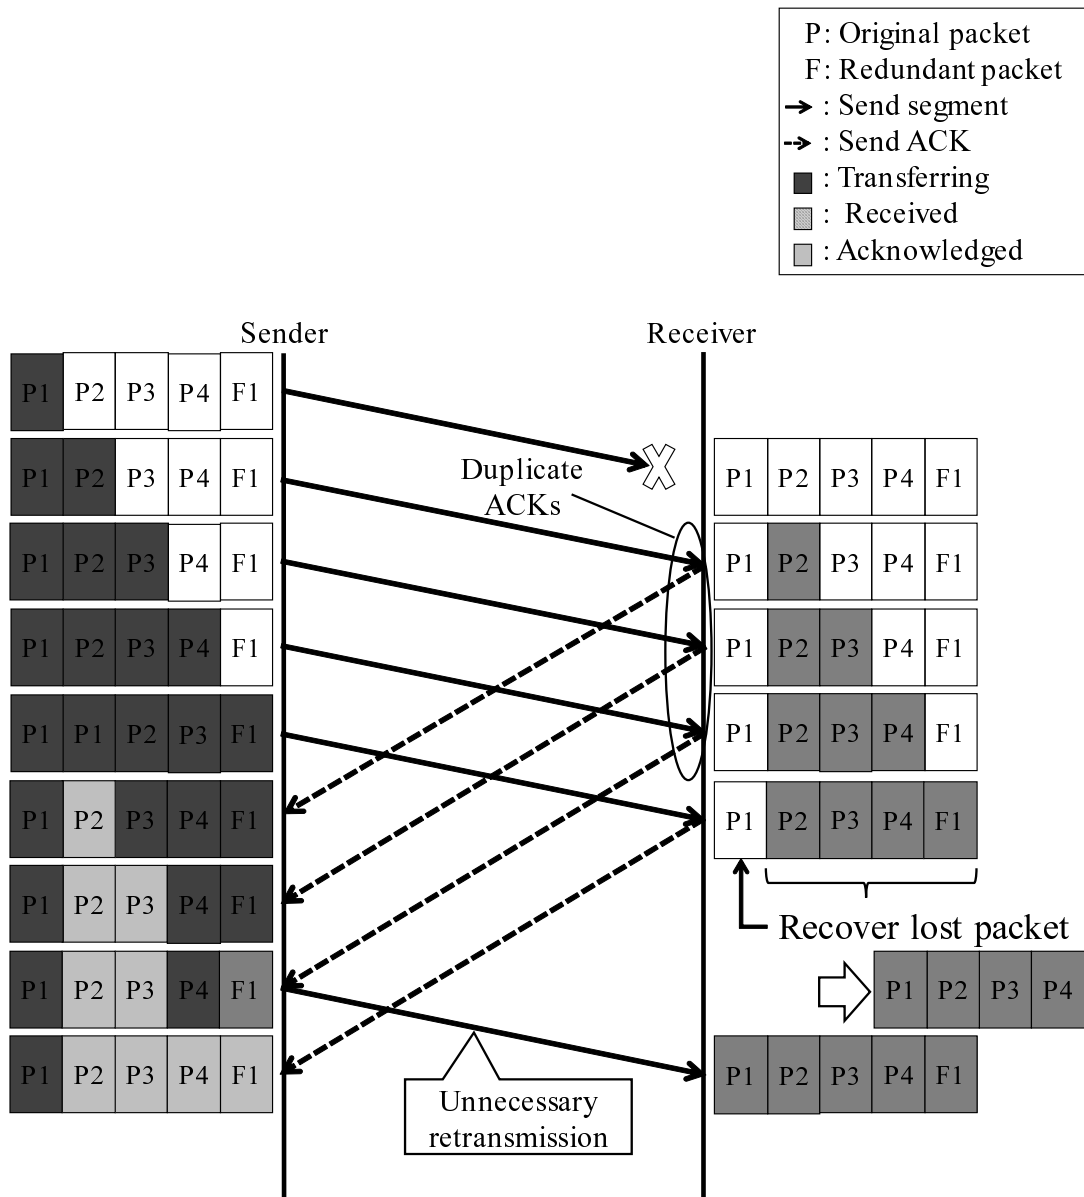 P: Original packet
F: Redundant packet
: Send segment
: Send ACK
: Transferring
: Received
: Acknowledged
Sender
Receiver
P1 P2 P3 P4 F1
P1 P2 P3 P4 F1
P1 P2 P3 P4 F1
Duplicate
ACKs
P1 P2 P3 P4 F1
P1 P2 P3 P4 F1
P1 P2 P3 P4 F1
P1 P2 P3 P4 F1
P1 P1 P2 P3 F1
P1 P2 P3 P4 F1
P1 P2 P3 P4 F1
P1 P2 P3 P4 F1
P1 P2 P3 P4 F1
Recover lost packet
P1 P2 P3 P4 F1
P1 P2 P3 P4
P1 P2 P3 P4 F1
P1 P2 P3 P4 F1
Unnecessary
retransmission